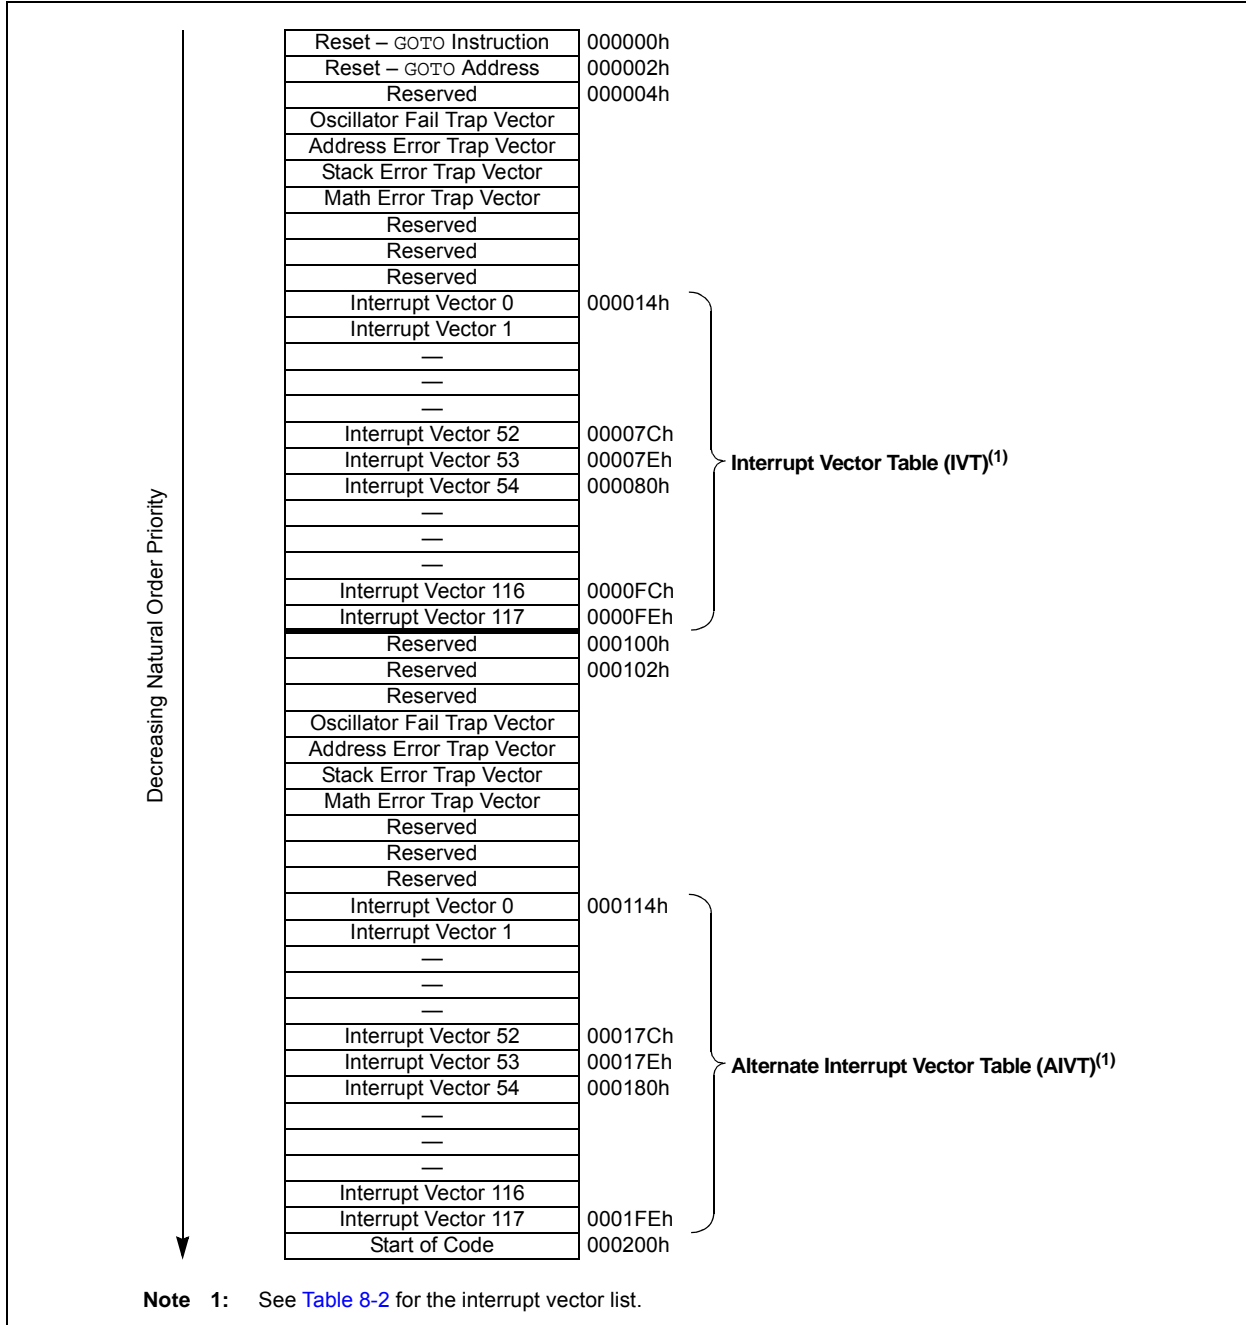 Reset – GOTO Instruction 000000h
Reset – GOTO Address 000002h
Reserved 000004h
Oscillator Fail Trap Vector
Address Error Trap Vector
Stack Error Trap Vector
Math Error Trap Vector
Reserved
Reserved
Reserved
Interrupt Vector 0 000014h
Interrupt Vector 1
—
—
—
Interrupt Vector 52 00007Ch
Interrupt Vector 53 00007Eh
Interrupt Vector Table (IVT)(1)
Interrupt Vector 54 000080h
—
—
—
Interrupt Vector 116 0000FCh
Interrupt Vector 117 0000FEh
Decreasing Natural Order Priority
Reserved 000100h
Reserved 000102h
Reserved
Oscillator Fail Trap Vector
Address Error Trap Vector
Stack Error Trap Vector
Math Error Trap Vector
Reserved
Reserved
Reserved
Interrupt Vector 0 000114h
Interrupt Vector 1
—
—
—
Interrupt Vector 52 00017Ch
Interrupt Vector 53 00017Eh
Alternate Interrupt Vector Table (AIVT)(1)
Interrupt Vector 54 000180h
—
—
—
Interrupt Vector 116
Interrupt Vector 117 0001FEh
Start of Code 000200h
Note 1: See Table 8-2 for the interrupt vector list.